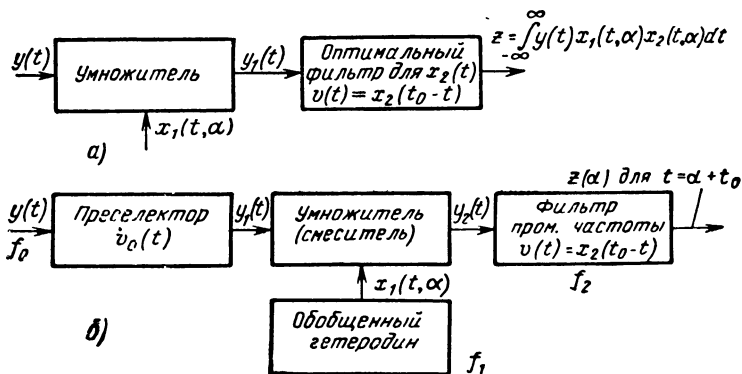 y(t)
Умножитель
x₁(t,α)
y₁(t)
Оптимальный
фильтр для x₂(t)
v(t) = x₂(t₀-t)
z = ∫_{-∞}^{∞} y(t) x₁(t,α) x₂(t,α) dt
а)
y(t)
f₀
Преселектор
v̇₀(t)
y₁(t)
Умножитель
(смеситель)
x₁(t,α)
Обобщенный
гетеродин
f₁
y₂(t)
Фильтр
пром. частоты
v(t) = x₂(t₀-t)
f₂
z(α) для t = α + t₀
б)